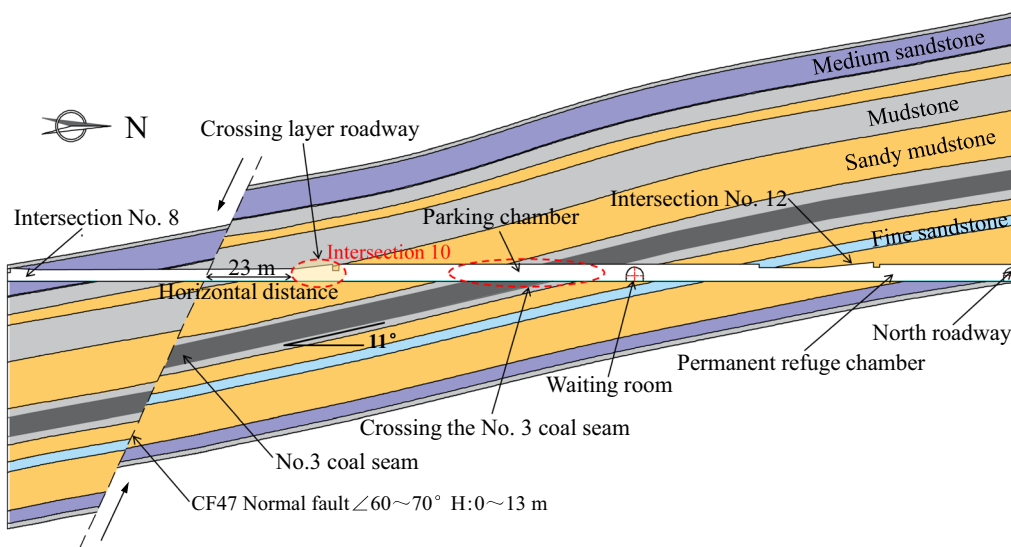 Medium sandstone
Mudstone
N
Crossing layer roadway
Sandy mudstone
Intersection No. 12
Intersection No. 8
Parking chamber
Fine sandstone
Intersection 10
23 m
Horizontal distance
11°
North roadway
Permanent refuge chamber
Waiting room
Crossing the No. 3 coal seam
No.3 coal seam
CF47 Normal fault∠60~70° H:0~13 m